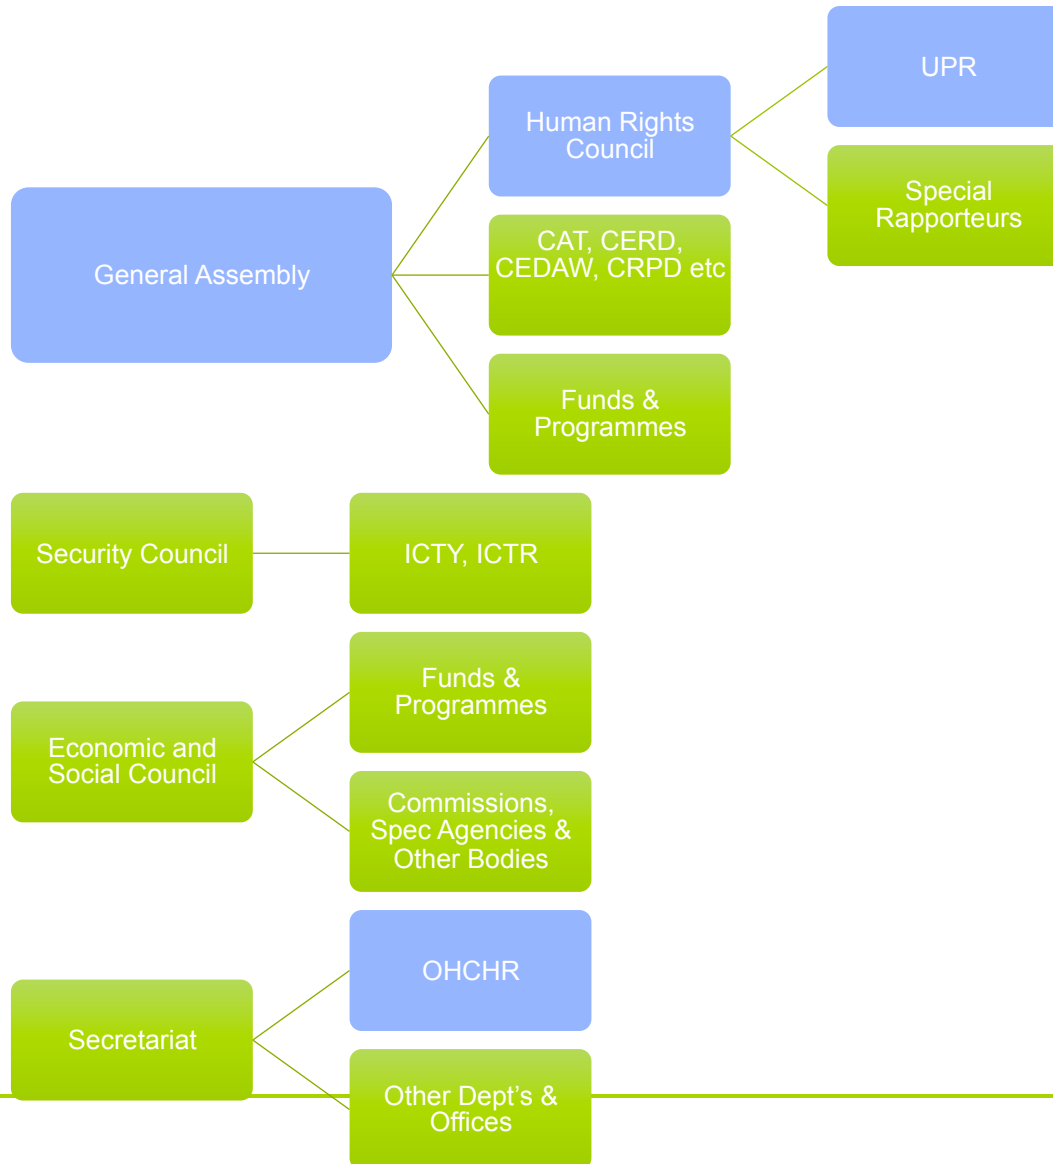 UPR
Human Rights
Council
Special
Rapporteurs
General Assembly
CAT, CERD,
CEDAW, CRPD etc
Funds &
Programmes
Security Council
ICTY, ICTR
Funds &
Programmes
Economic and
Social Council
Commissions,
Spec Agencies &
Other Bodies
OHCHR
Secretariat
Other Dept’s &
Offices